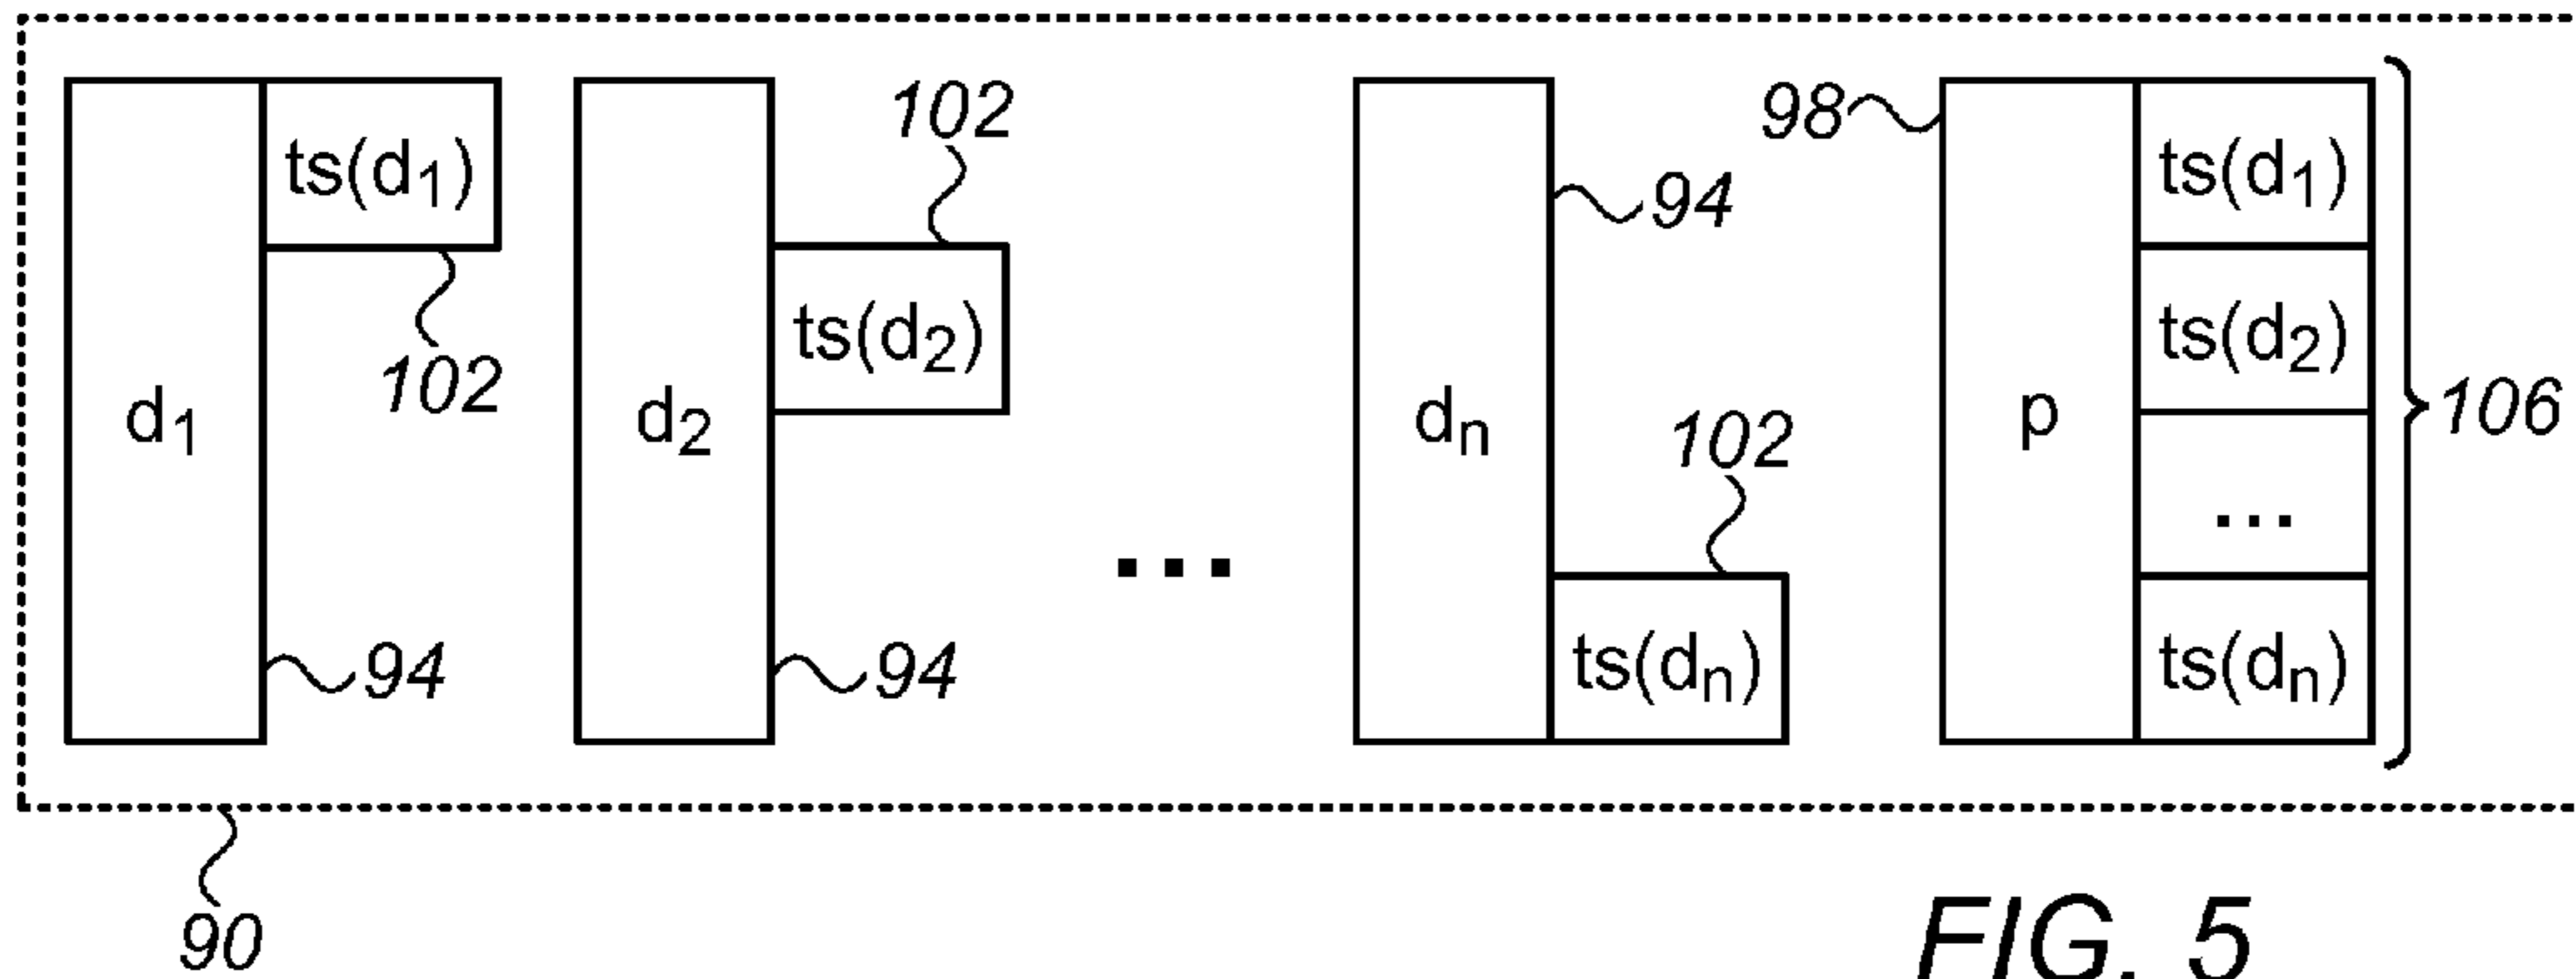 d1 ts(d1) 102 94
d2 102 ts(d2) 94
...
dn 94 102 ts(dn)
98 p ts(d1)
ts(d2)
...
ts(dn)
106
90
FIG. 5